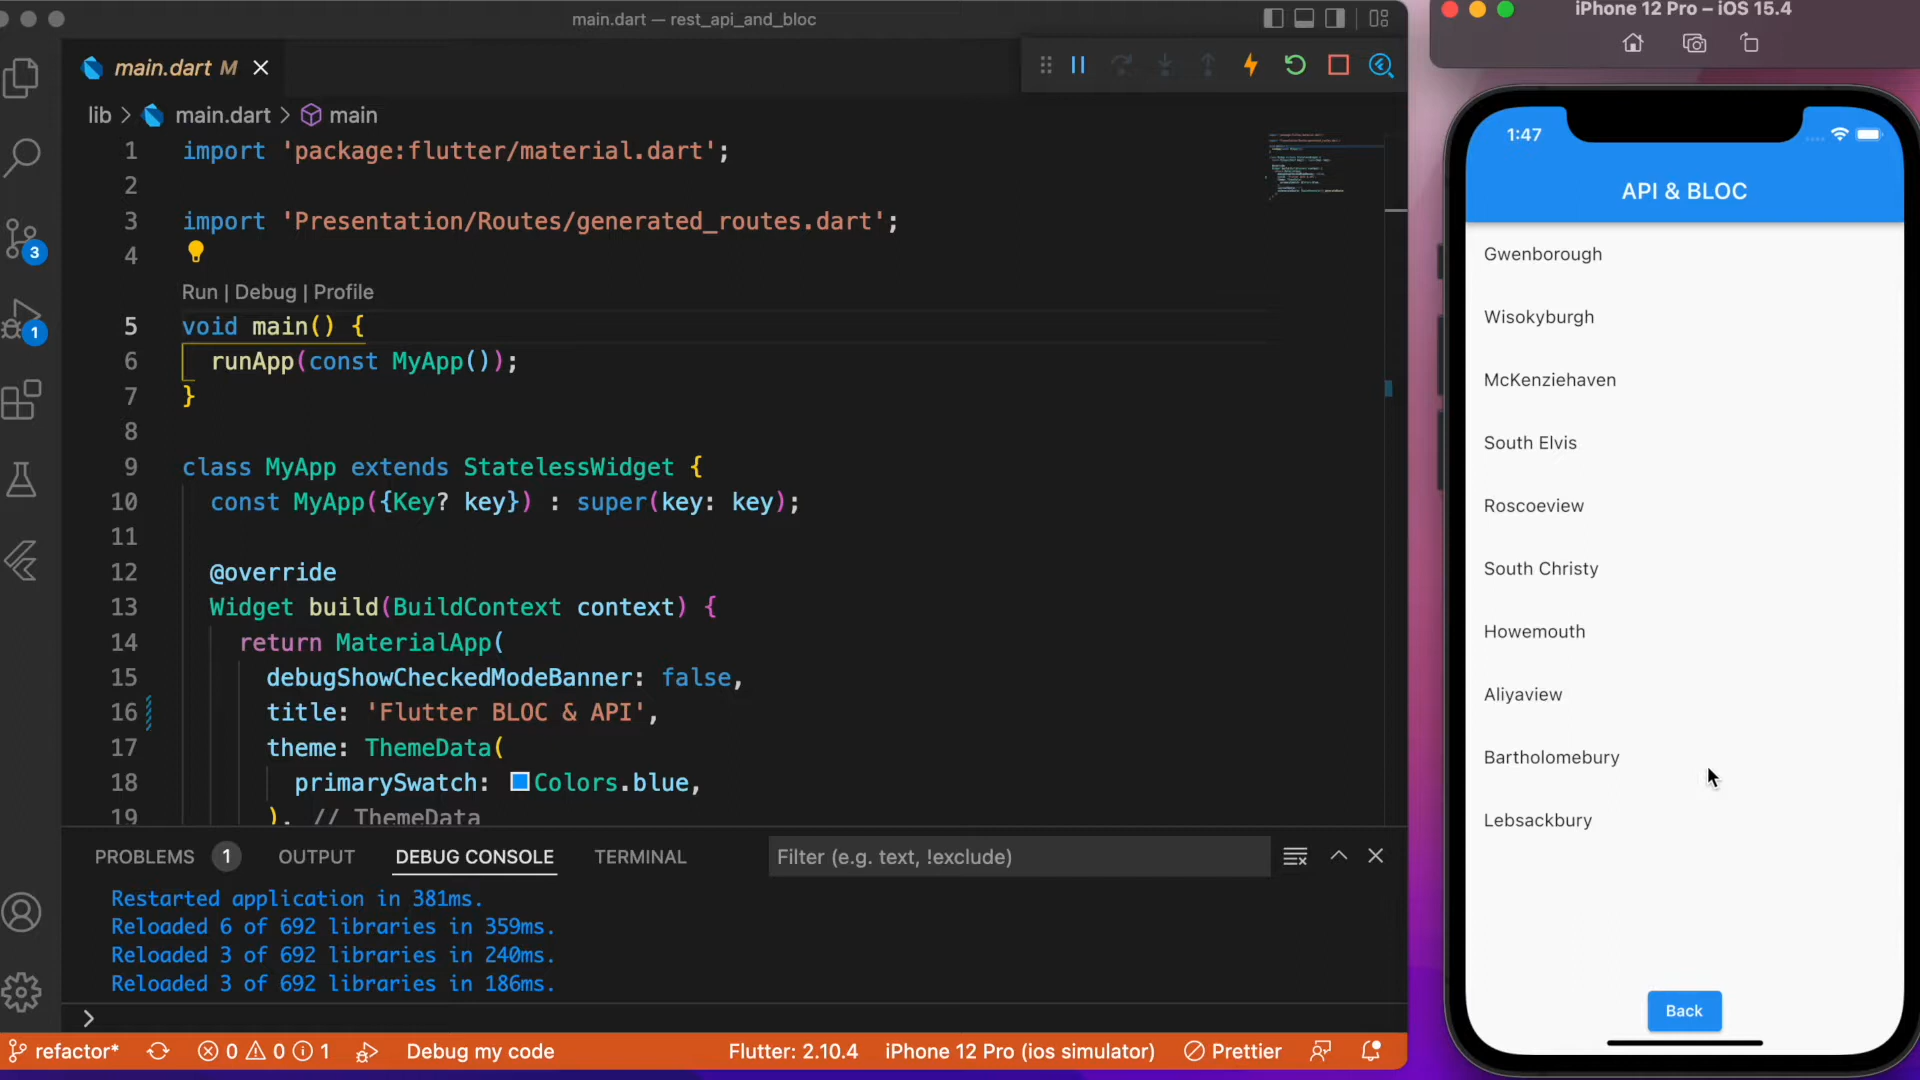 main.dart — rest_api_and_bloc
main.dart M
lib > main.dart > main
1 import 'package:flutter/material.dart';
2
3 import 'Presentation/Routes/generated_routes.dart';
4
Run | Debug | Profile
5 void main() {
6 runApp(const MyApp());
7 }
8
9 class MyApp extends StatelessWidget {
10 const MyApp({Key? key}) : super(key: key);
11
12 @override
13 Widget build(BuildContext context) {
14 return MaterialApp(
15 debugShowCheckedModeBanner: false,
16 title: 'Flutter BLOC & API',
17 theme: ThemeData(
18 primarySwatch: Colors.blue,
19 ), // ThemeData
3
1
PROBLEMS 1 OUTPUT DEBUG CONSOLE TERMINAL Filter (e.g. text, !exclude)
Restarted application in 381ms.
Reloaded 6 of 692 libraries in 359ms.
Reloaded 3 of 692 libraries in 240ms.
Reloaded 3 of 692 libraries in 186ms.
>
refactor* 0 0 1 Debug my code Flutter: 2.10.4 iPhone 12 Pro (ios simulator) Prettier
iPhone 12 Pro – iOS 15.4
1:47
API & BLOC
Gwenborough
Wisokyburgh
McKenziehaven
South Elvis
Roscoeview
South Christy
Howemouth
Aliyaview
Bartholomebury
Lebsackbury
Back